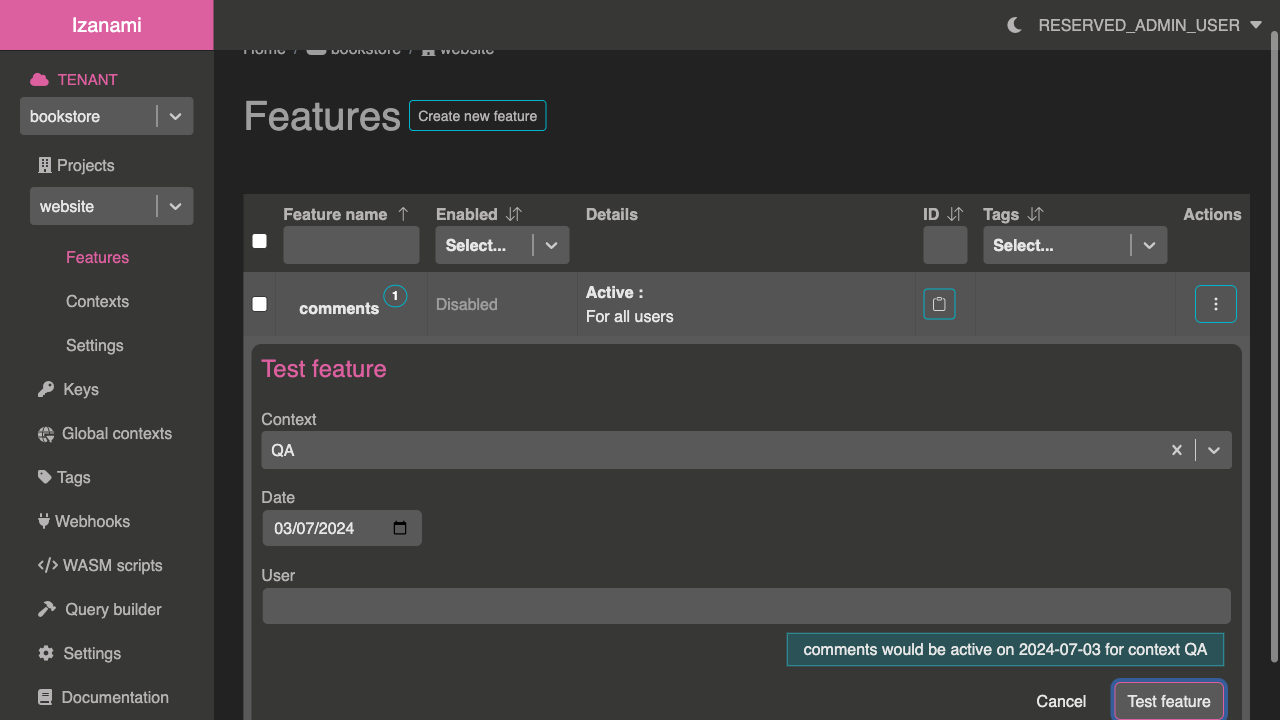 Izanami
RESERVED_ADMIN_USER
Home / bookstore / website
TENANT
bookstore
Projects
website
Features
Contexts
Settings
Keys
Global contexts
Tags
Webhooks
WASM scripts
Query builder
Settings
Documentation
Features Create new feature
Feature name Enabled Details ID Tags Actions
Select... Select...
comments 1 Disabled
Active :
For all users
Test feature
Context
QA
Date
03/07/2024
User
comments would be active on 2024-07-03 for context QA
Cancel Test feature